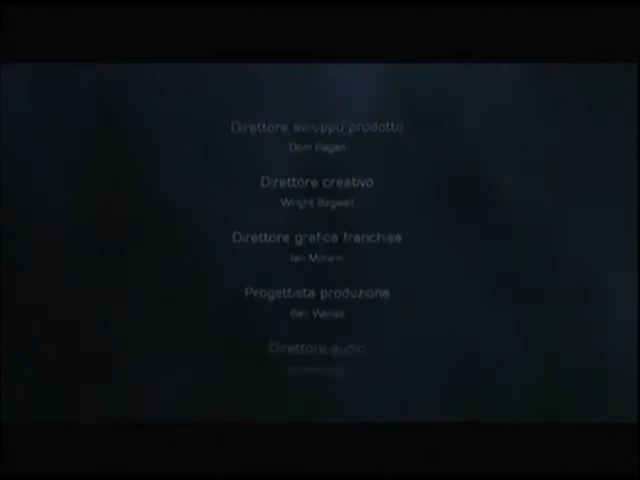 Direttore sviluppo prodotto
Dom Ragan
Direttore creativo
Wright Bagwell
Direttore grafica franchise
Ian Milham
Progettista produzione
Ben Wanat
Direttore audio